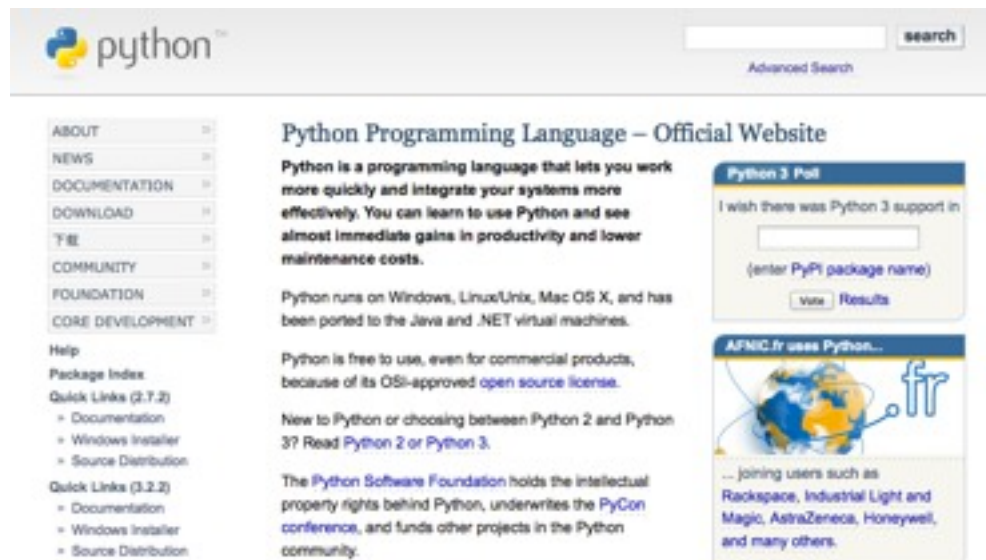 python™
search
Advanced Search
ABOUT »
NEWS »
DOCUMENTATION »
DOWNLOAD »
下载 »
COMMUNITY »
FOUNDATION »
CORE DEVELOPMENT »
Help
Package Index
Quick Links (2.7.2)
» Documentation
» Windows Installer
» Source Distribution
Quick Links (3.2.2)
» Documentation
» Windows Installer
» Source Distribution
Python Programming Language – Official Website
Python is a programming language that lets you work
more quickly and integrate your systems more
effectively. You can learn to use Python and see
almost immediate gains in productivity and lower
maintenance costs.
Python runs on Windows, Linux/Unix, Mac OS X, and has
been ported to the Java and .NET virtual machines.
Python is free to use, even for commercial products,
because of its OSI-approved open source license.
New to Python or choosing between Python 2 and Python
3? Read Python 2 or Python 3.
The Python Software Foundation holds the intellectual
property rights behind Python, underwrites the PyCon
conference, and funds other projects in the Python
community.
Python 3 Poll
I wish there was Python 3 support in
(enter PyPI package name)
Vote Results
AFNIC.fr uses Python...
.fr
... joining users such as
Rackspace, Industrial Light and
Magic, AstraZeneca, Honeywell,
and many others.